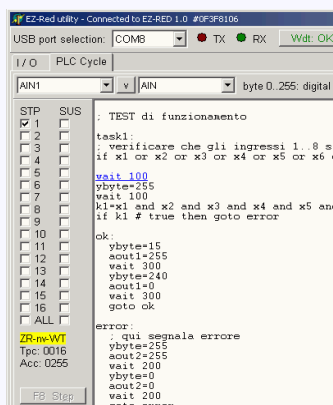 EZ-Red utility - Connected to EZ-RED 1.0 #0F3F8106
USB port selection: COM8 TX RX Wdt: OK
I / O PLC Cycle
AIN1 v AIN byte 0..255: digital
STP SUS
1
2
3
4
5
6
7
8
9
10
11
12
13
14
15
16
ALL
ZR-nv-WT
Tpc: 0016
Acc: 0255
F8 Step
; TEST di funzionamento
task1:
; verificare che gli ingressi 1..8 s
if x1 or x2 or x3 or x4 or x5 or x6
wait 100
ybyte=255
wait 100
k1=x1 and x2 and x3 and x4 and x5 and
if k1 # true then goto error
ok:
ybyte=15
aout1=255
wait 300
ybyte=240
aout1=0
wait 300
goto ok
error:
; qui segnala errore
ybyte=255
aout2=255
wait 200
ybyte=0
aout2=0
wait 200
goto error